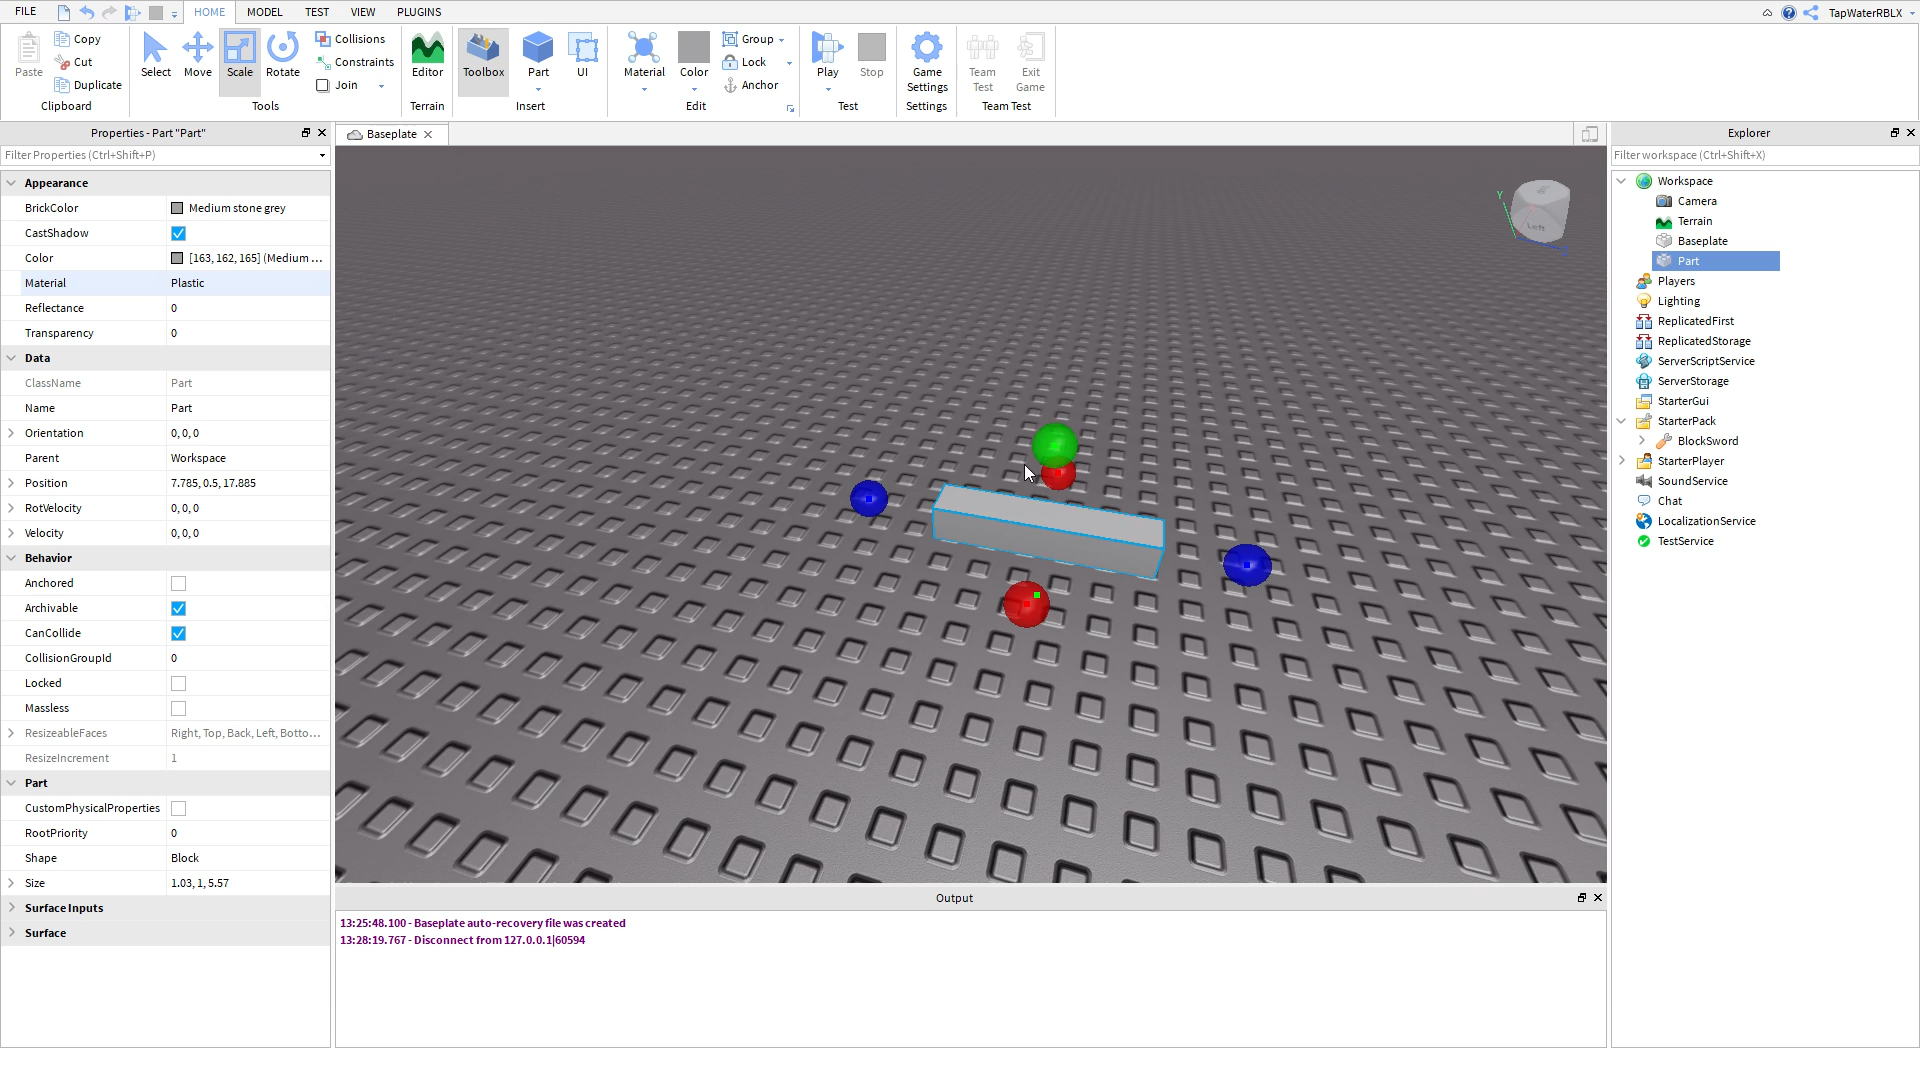 FILE
HOME
MODEL
TEST
VIEW
PLUGINS
TapWaterRBLX
Paste
Copy
Cut
Duplicate
Clipboard
Select
Move
Scale
Rotate
Collisions
Constraints
Join
Tools
Editor
Terrain
Toolbox
Part
UI
Insert
Material
Color
Group
Lock
Anchor
Edit
Play
Stop
Test
Game
Settings
Settings
Team
Test
Exit
Game
Team Test
Properties - Part "Part"
Filter Properties (Ctrl+Shift+P)
Appearance
BrickColor Medium stone grey
CastShadow
Color [163, 162, 165] (Medium ...
Material Plastic
Reflectance 0
Transparency 0
Data
ClassName Part
Name Part
Orientation 0, 0, 0
Parent Workspace
Position 7.785, 0.5, 17.885
RotVelocity 0, 0, 0
Velocity 0, 0, 0
Behavior
Anchored
Archivable
CanCollide
CollisionGroupId 0
Locked
Massless
ResizeableFaces Right, Top, Back, Left, Botto...
ResizeIncrement 1
Part
CustomPhysicalProperties
RootPriority 0
Shape Block
Size 1.03, 1, 5.57
Surface Inputs
Surface
Baseplate
Y
Left
Output
13:25:48.100 - Baseplate auto-recovery file was created
13:28:19.767 - Disconnect from 127.0.0.1|60594
Explorer
Filter workspace (Ctrl+Shift+X)
Workspace
Camera
Terrain
Baseplate
Part
Players
Lighting
ReplicatedFirst
ReplicatedStorage
ServerScriptService
ServerStorage
StarterGui
StarterPack
BlockSword
StarterPlayer
SoundService
Chat
LocalizationService
TestService